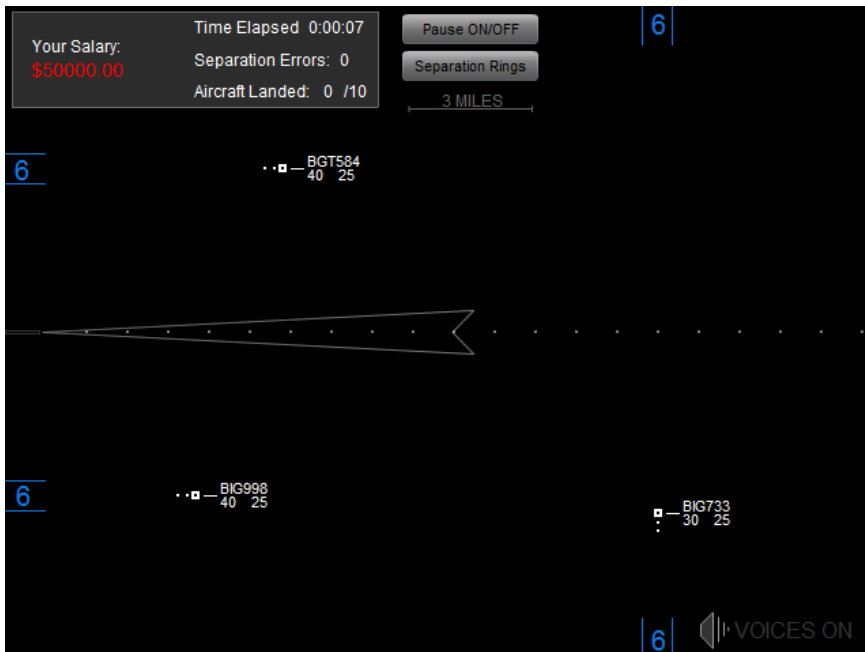 Your Salary:
$50000.00
Time Elapsed 0:00:07
Separation Errors: 0
Aircraft Landed: 0 /10
Pause ON/OFF
Separation Rings
3 MILES
6
6
BGT584
40 25
6
BIG998
40 25
BIG733
30 25
6
VOICES ON